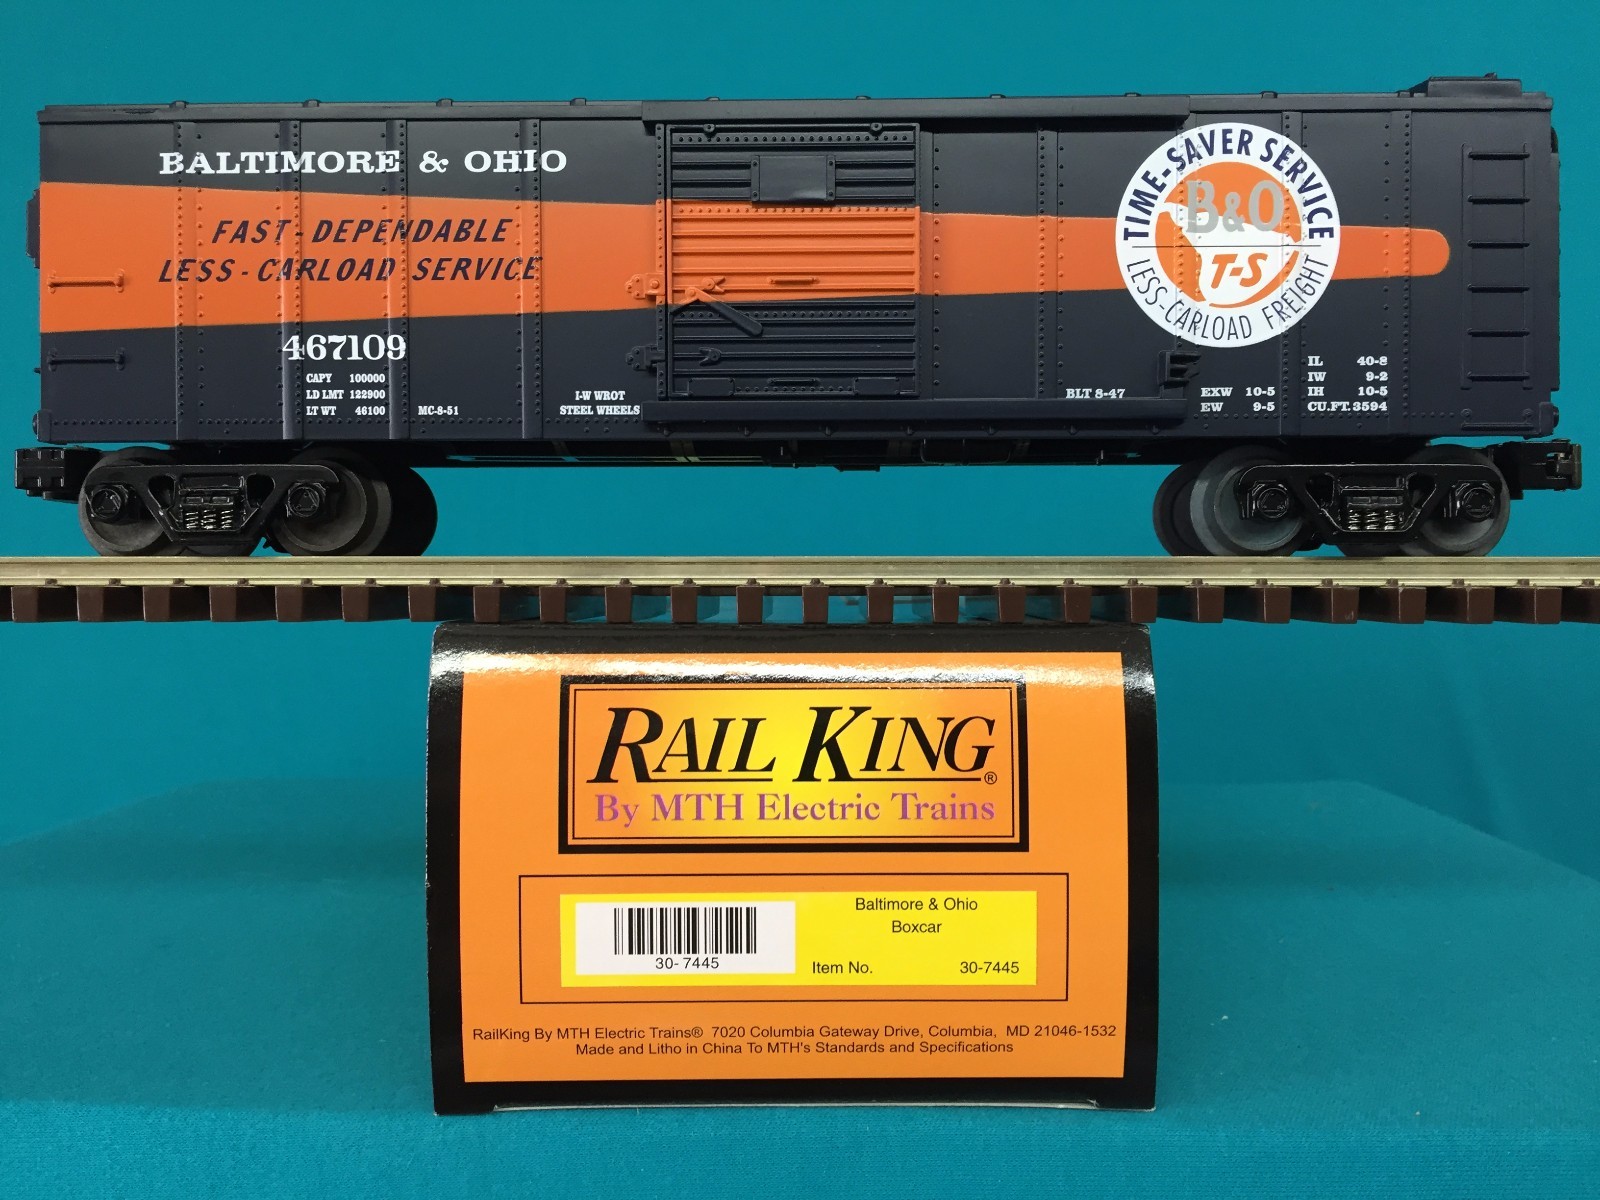 BALTIMORE & OHIO
FAST-DEPENDABLE
LESS-CARLOAD SERVICE
467109
CAPY 100000
LD LMT 122900
LT WT 46100
MC-8-51
I-W WROT
STEEL WHEELS
BLT 8-47
TIME-SAVER SERVICE
B&O
T-S
LESS-CARLOAD FREIGHT
EXW 10-5
EW 9-5
IL 40-8
IW 9-2
IH 10-5
CU.FT. 3594
RAIL KING®
By MTH Electric Trains
30-7445
Baltimore & Ohio
Boxcar
Item No. 30-7445
RailKing By MTH Electric Trains® 7020 Columbia Gateway Drive, Columbia, MD 21046-1532
Made and Litho in China To MTH's Standards and Specifications